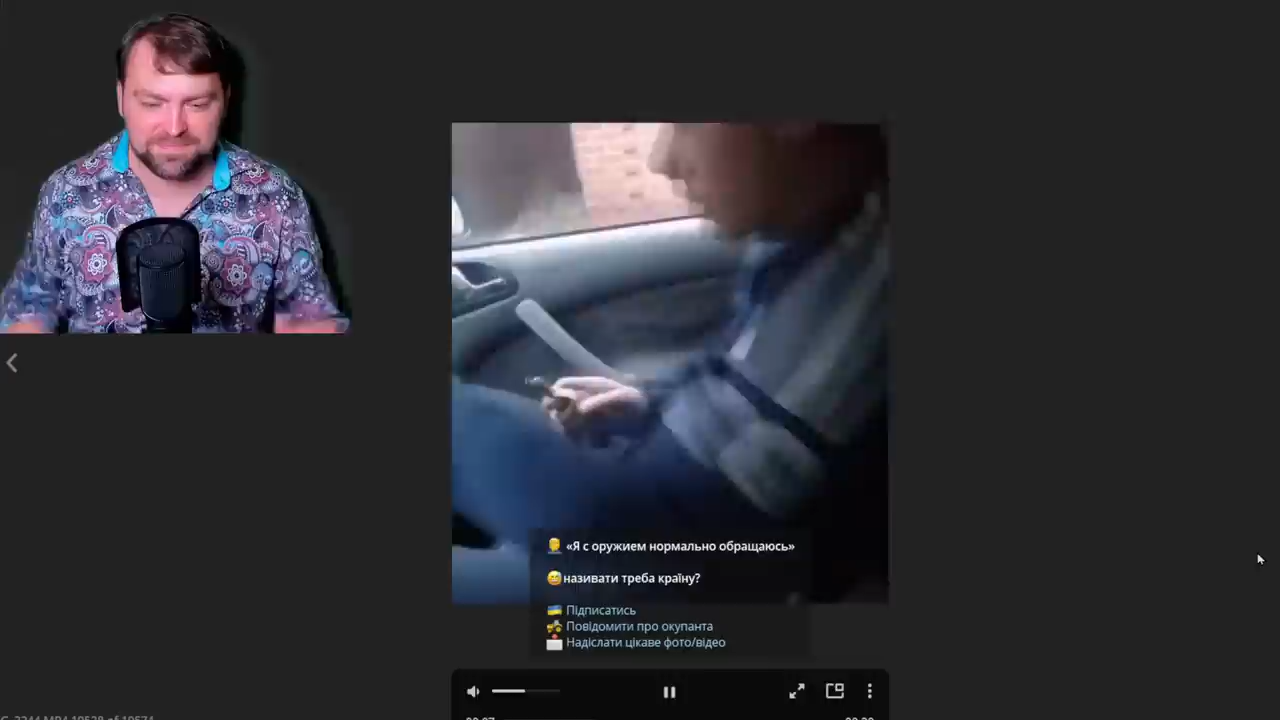 🤦‍♂️ «Я с оружием нормально обращаюсь»
😅називати треба країну?
🇺🇦 Підписатись
🚜 Повідомити про окупанта
📩 Надіслати цікаве фото/відео